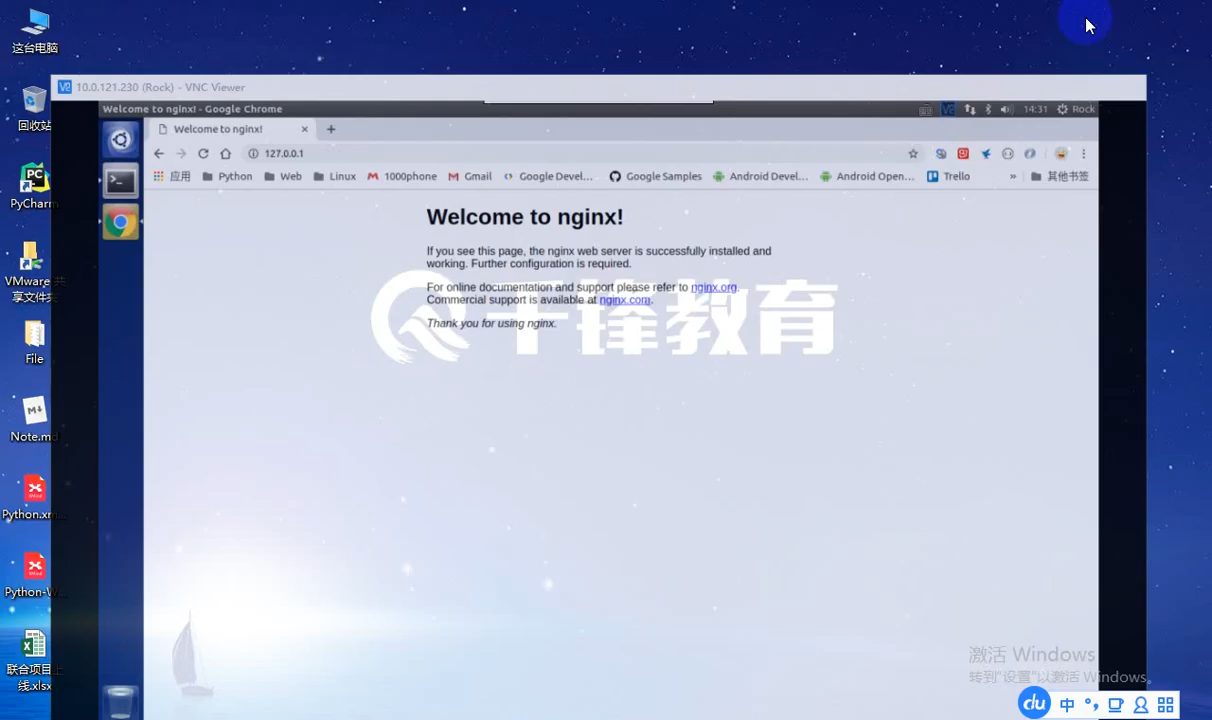 这台电脑
回收站
PyCharm
VMware 共
享文件夹
File
Note.md
Python.xm...
Python-W...
联合项目上
线.xlsx
10.0.121.230 (Rock) - VNC Viewer
Welcome to nginx! - Google Chrome
14:31 Rock
Welcome to nginx!
127.0.0.1
应用 Python Web Linux 1000phone Gmail Google Devel... Google Samples Android Devel... Android Open... Trello » 其他书签
Welcome to nginx!
If you see this page, the nginx web server is successfully installed and
working. Further configuration is required.
For online documentation and support please refer to nginx.org.
Commercial support is available at nginx.com.
Thank you for using nginx.
千锋教育
激活 Windows
转到"设置"以激活 Windows。
du 中